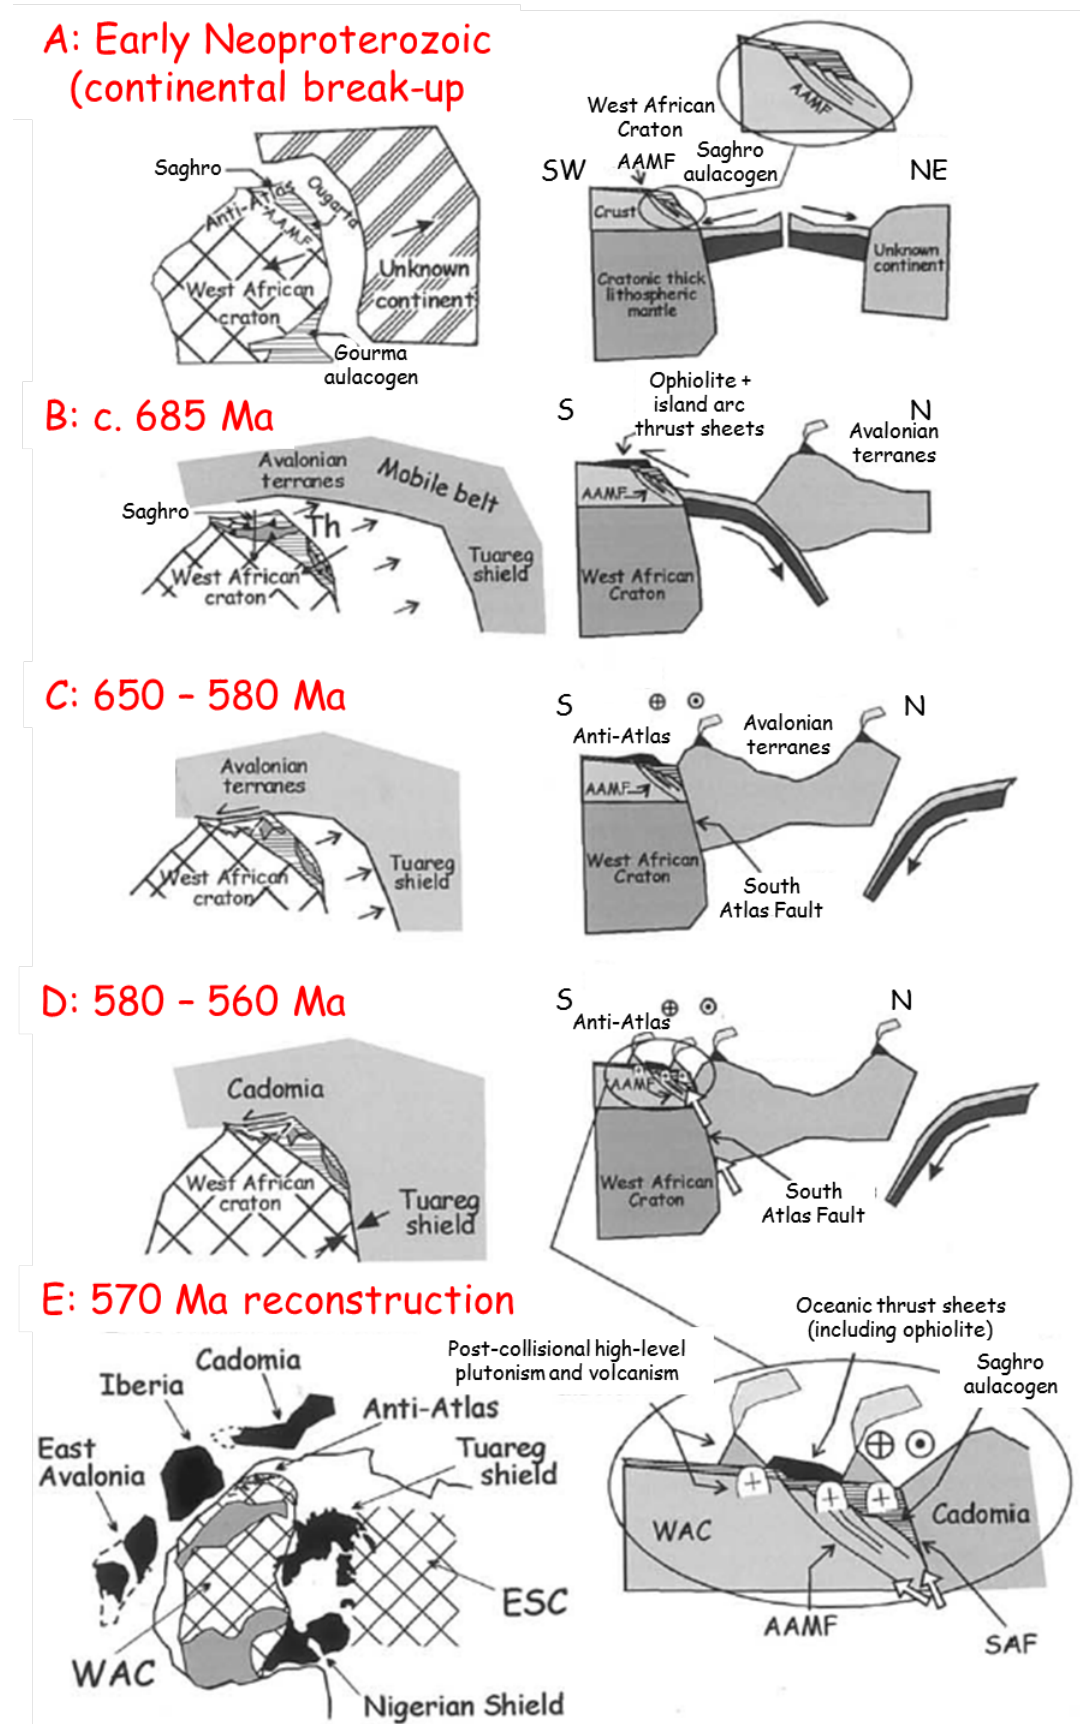 A: Early Neoproterozoic
(continental break-up
Saghro
Anti-Atlas
A.A.M.F
Ougarta
West African
craton
Unknown
continent
Gourma
aulacogen
West African
Craton
SW
AAMF
Saghro
aulacogen
NE
AAMF
Crust
Cratonic thick
lithospheric
mantle
Unknown
continent
B: c. 685 Ma
Avalonian
terranes
Mobile belt
Saghro
Th
West African
craton
Tuareg
shield
Ophiolite +
island arc
thrust sheets
S
N
Avalonian
terranes
AAMF
West African
Craton
C: 650 – 580 Ma
Avalonian
terranes
West African
craton
Tuareg
shield
S
N
Anti-Atlas
Avalonian
terranes
AAMF
West African
Craton
South
Atlas Fault
D: 580 – 560 Ma
Cadomia
West African
craton
Tuareg
shield
S
N
Anti-Atlas
AAMF
West African
Craton
South
Atlas Fault
E: 570 Ma reconstruction
Cadomia
Iberia
East
Avalonia
Anti-Atlas
Tuareg
shield
ESC
WAC
Nigerian Shield
Post-collisional high-level
plutonism and volcanism
Oceanic thrust sheets
(including ophiolite)
Saghro
aulacogen
WAC
Cadomia
AAMF
SAF